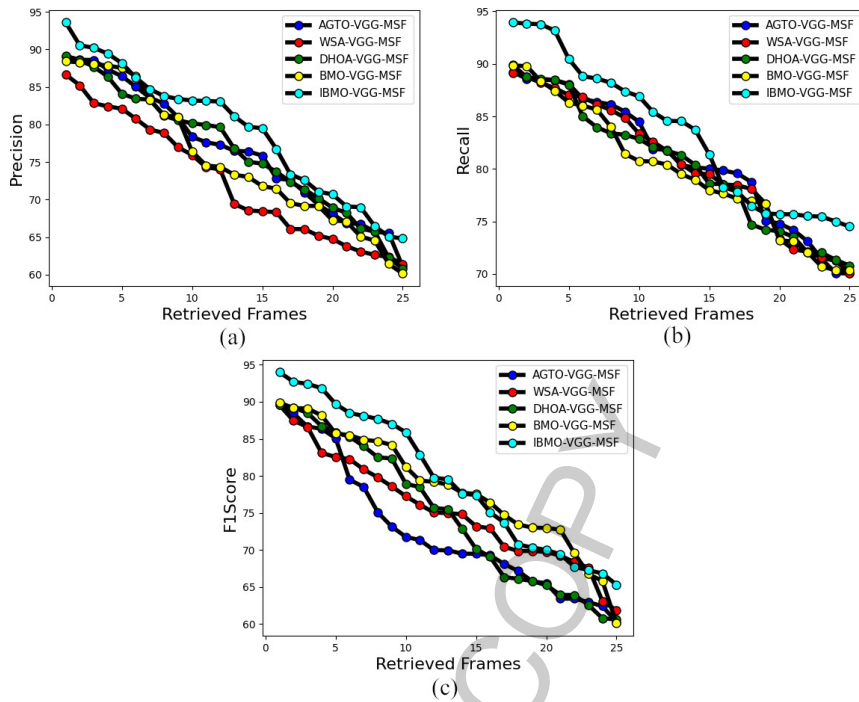 95
90
85
80
75
70
65
60
Precision
AGTO-VGG-MSF
WSA-VGG-MSF
DHOA-VGG-MSF
BMO-VGG-MSF
IBMO-VGG-MSF
0 5 10 15 20 25
Retrieved Frames
(a)
95
90
85
80
75
70
Recall
AGTO-VGG-MSF
WSA-VGG-MSF
DHOA-VGG-MSF
BMO-VGG-MSF
IBMO-VGG-MSF
0 5 10 15 20 25
Retrieved Frames
(b)
95
90
85
80
75
70
65
60
F1Score
AGTO-VGG-MSF
WSA-VGG-MSF
DHOA-VGG-MSF
BMO-VGG-MSF
IBMO-VGG-MSF
0 5 10 15 20 25
Retrieved Frames
(c)
COPY